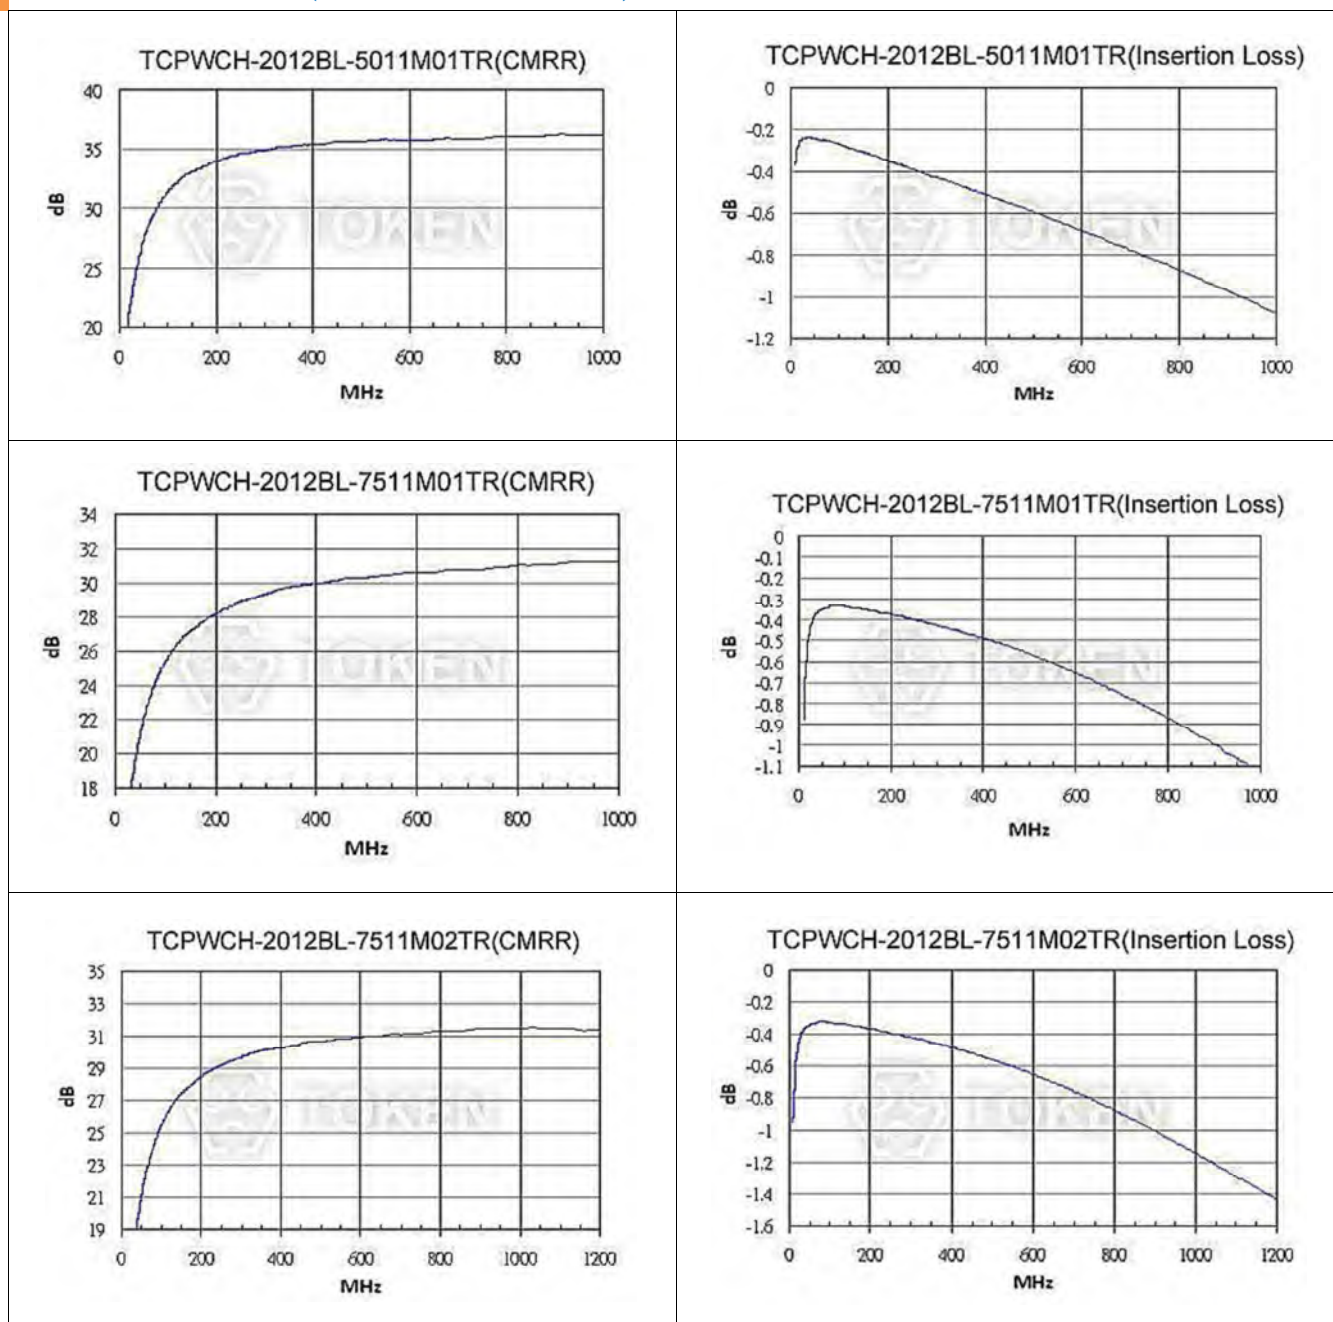 TCPWCH-2012BL-5011M01TR(CMRR)
40
35
30
25
20
dB
0 200 400 600 800 1000
MHz
TOKEN
TCPWCH-2012BL-5011M01TR(Insertion Loss)
0
-0.2
-0.4
-0.6
-0.8
-1
-1.2
dB
0 200 400 600 800 1000
MHz
TOKEN
TCPWCH-2012BL-7511M01TR(CMRR)
34
32
30
28
26
24
22
20
18
dB
0 200 400 600 800 1000
MHz
TOKEN
TCPWCH-2012BL-7511M01TR(Insertion Loss)
0
-0.1
-0.2
-0.3
-0.4
-0.5
-0.6
-0.7
-0.8
-0.9
-1
-1.1
dB
0 200 400 600 800 1000
MHz
TOKEN
TCPWCH-2012BL-7511M02TR(CMRR)
35
33
31
29
27
25
23
21
19
dB
0 200 400 600 800 1000 1200
MHz
TOKEN
TCPWCH-2012BL-7511M02TR(Insertion Loss)
0
-0.2
-0.4
-0.6
-0.8
-1
-1.2
-1.4
-1.6
dB
0 200 400 600 800 1000 1200
MHz
TOKEN